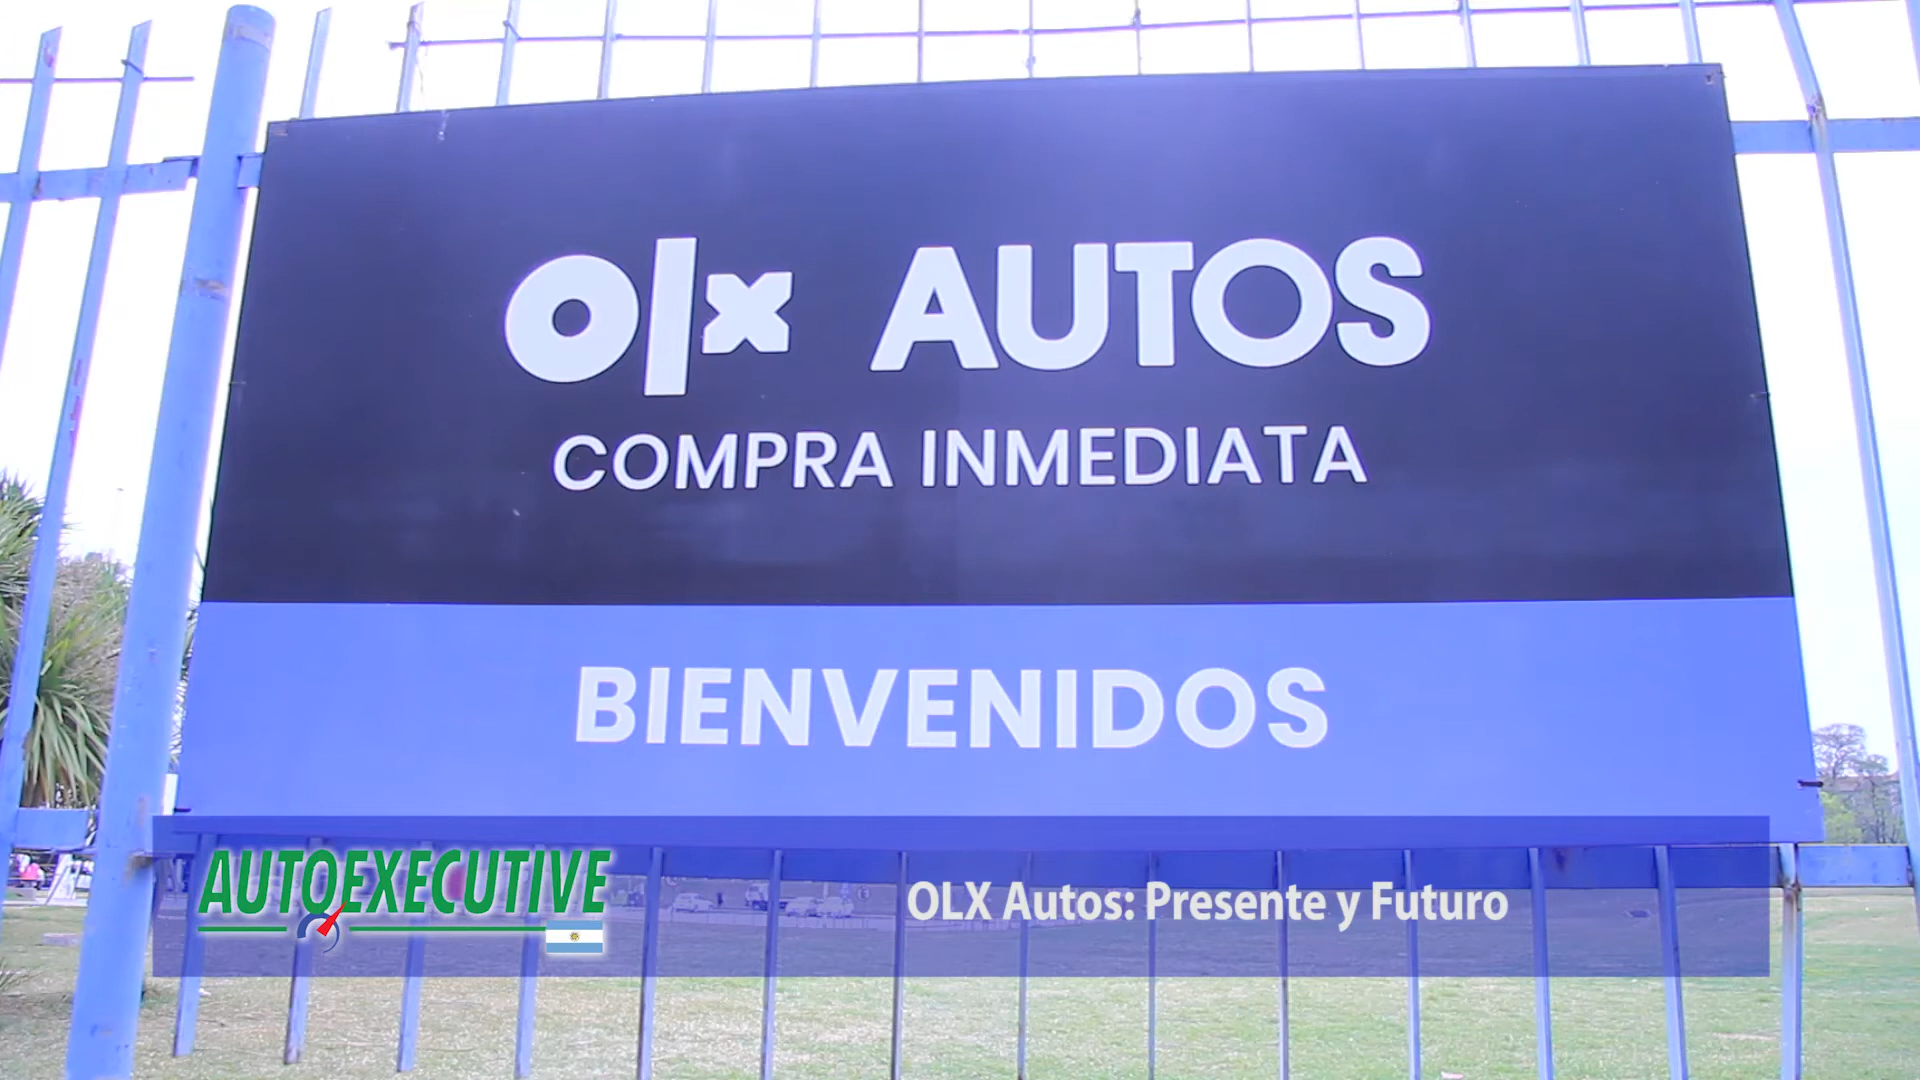 olx AUTOS
COMPRA INMEDIATA
BIENVENIDOS
AUTOEXECUTIVE
OLX Autos: Presente y Futuro